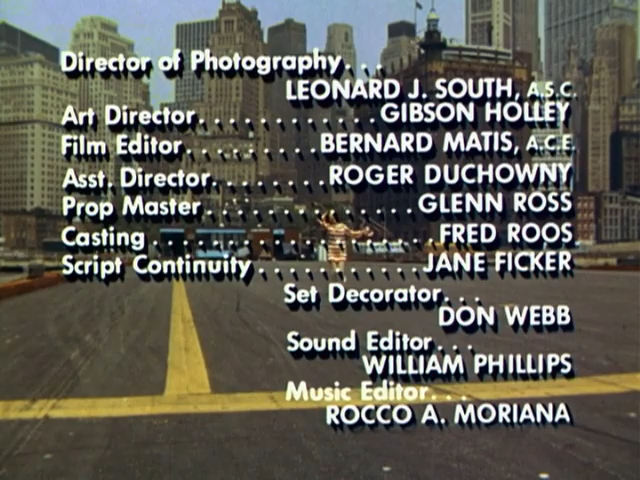 Director of Photography...
LEONARD J. SOUTH, A.S.C.
Art Director............GIBSON HOLLEY
Film Editor.........BERNARD MATIS, A.C.E.
Asst. Director.......ROGER DUCHOWNY
Prop Master..............GLENN ROSS
Casting..................FRED ROOS
Script Continuity...........JANE FICKER
Set Decorator...
DON WEBB
Sound Editor...
WILLIAM PHILLIPS
Music Editor...
ROCCO A. MORIANA